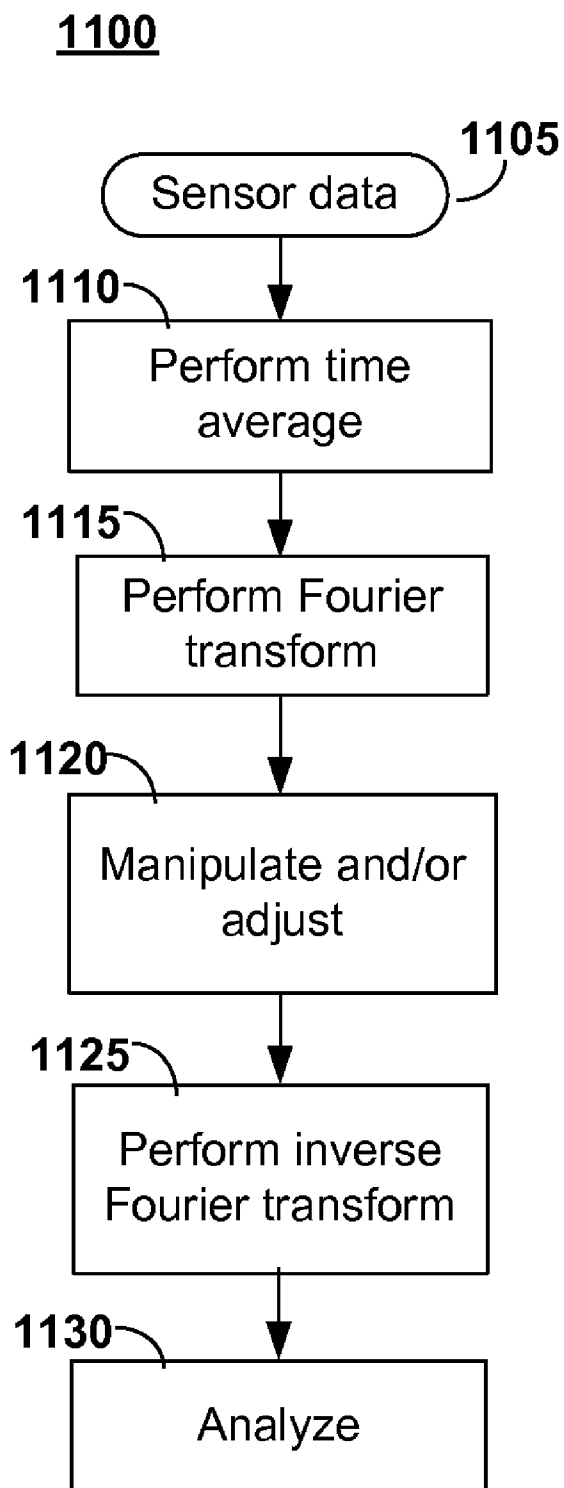 1100
1105
Sensor data
1110
Perform time
average
1115
Perform Fourier
transform
1120
Manipulate and/or
adjust
1125
Perform inverse
Fourier transform
1130
Analyze